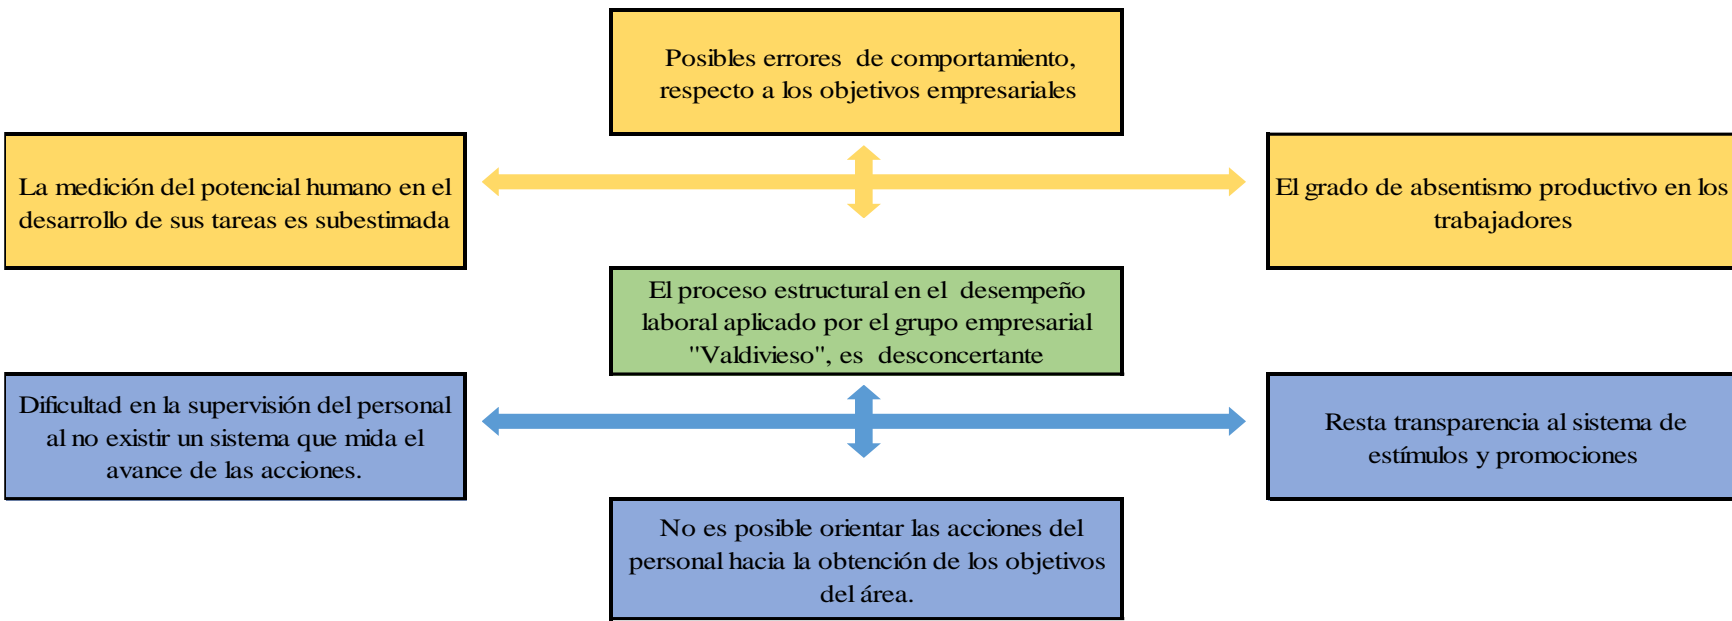 Posibles errores  de comportamiento,
respecto a los objetivos empresariales
La medición del potencial humano en el
desarrollo de sus tareas es subestimada
El grado de absentismo productivo en los
trabajadores
El proceso estructural en el  desempeño
laboral aplicado por el grupo empresarial
"Valdivieso", es  desconcertante
Dificultad en la supervisión del personal
al no existir un sistema que mida el
avance de las acciones.
Resta transparencia al sistema de
estímulos y promociones
No es posible orientar las acciones del
personal hacia la obtención de los objetivos
del área.